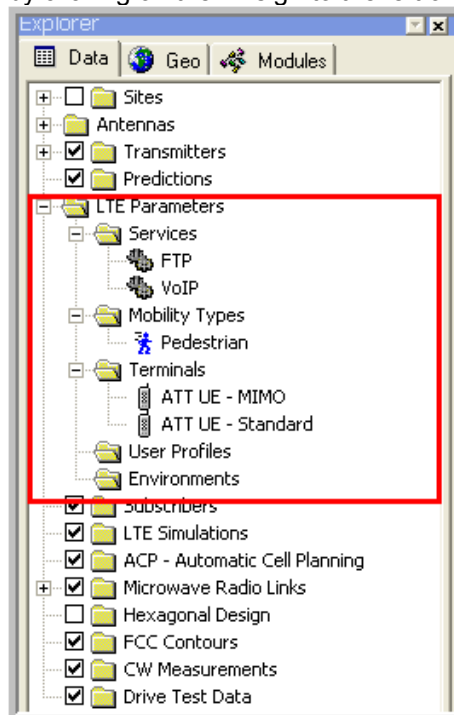 Explorer
Data Geo Modules
Sites
Antennas
Transmitters
Predictions
LTE Parameters
Services
FTP
VoIP
Mobility Types
Pedestrian
Terminals
ATT UE - MIMO
ATT UE - Standard
User Profiles
Environments
Subscribers
LTE Simulations
ACP - Automatic Cell Planning
Microwave Radio Links
Hexagonal Design
FCC Contours
CW Measurements
Drive Test Data